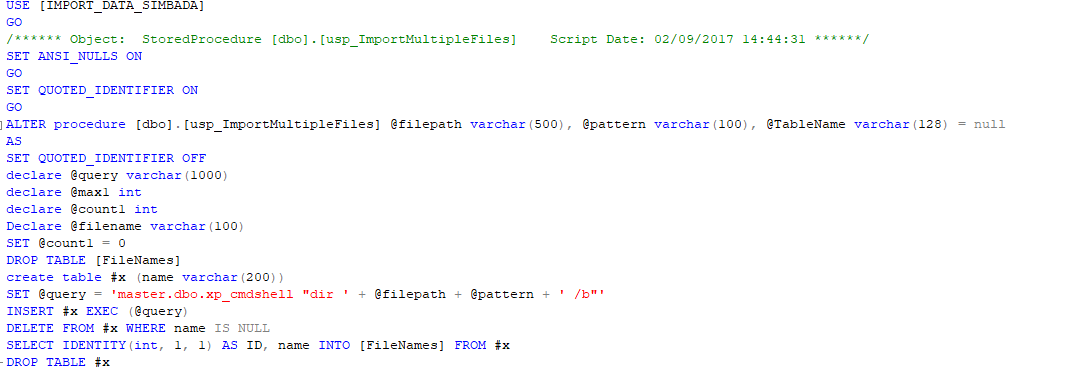 USE [IMPORT_DATA_SIMBADA]
GO
/****** Object:  StoredProcedure [dbo].[usp_ImportMultipleFiles]    Script Date: 02/09/2017 14:44:31 ******/
SET ANSI_NULLS ON
GO
SET QUOTED_IDENTIFIER ON
GO
ALTER procedure [dbo].[usp_ImportMultipleFiles] @filepath varchar(500), @pattern varchar(100), @TableName varchar(128) = null
AS
SET QUOTED_IDENTIFIER OFF
declare @query varchar(1000)
declare @max1 int
declare @count1 int
Declare @filename varchar(100)
SET @count1 = 0
DROP TABLE [FileNames]
create table #x (name varchar(200))
SET @query = 'master.dbo.xp_cmdshell "dir ' + @filepath + @pattern + ' /b"'
INSERT #x EXEC (@query)
DELETE FROM #x WHERE name IS NULL
SELECT IDENTITY(int, 1, 1) AS ID, name INTO [FileNames] FROM #x
DROP TABLE #x